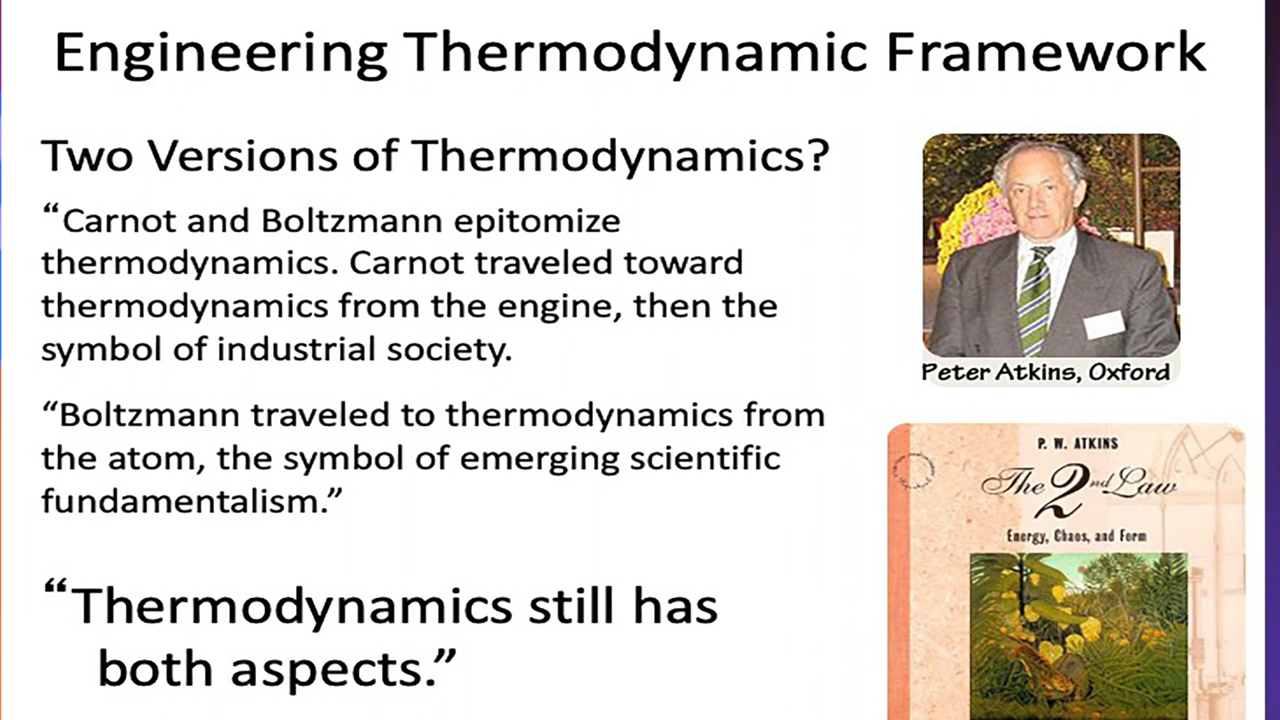 Engineering Thermodynamic Framework
Two Versions of Thermodynamics?
“Carnot and Boltzmann epitomize
thermodynamics. Carnot traveled toward
thermodynamics from the engine, then the
symbol of industrial society.
“Boltzmann traveled to thermodynamics from
the atom, the symbol of emerging scientific
fundamentalism.”
“Thermodynamics still has
both aspects.”
Peter Atkins, Oxford
P. W. ATKINS
The 2nd Law
Energy, Chaos, and Form